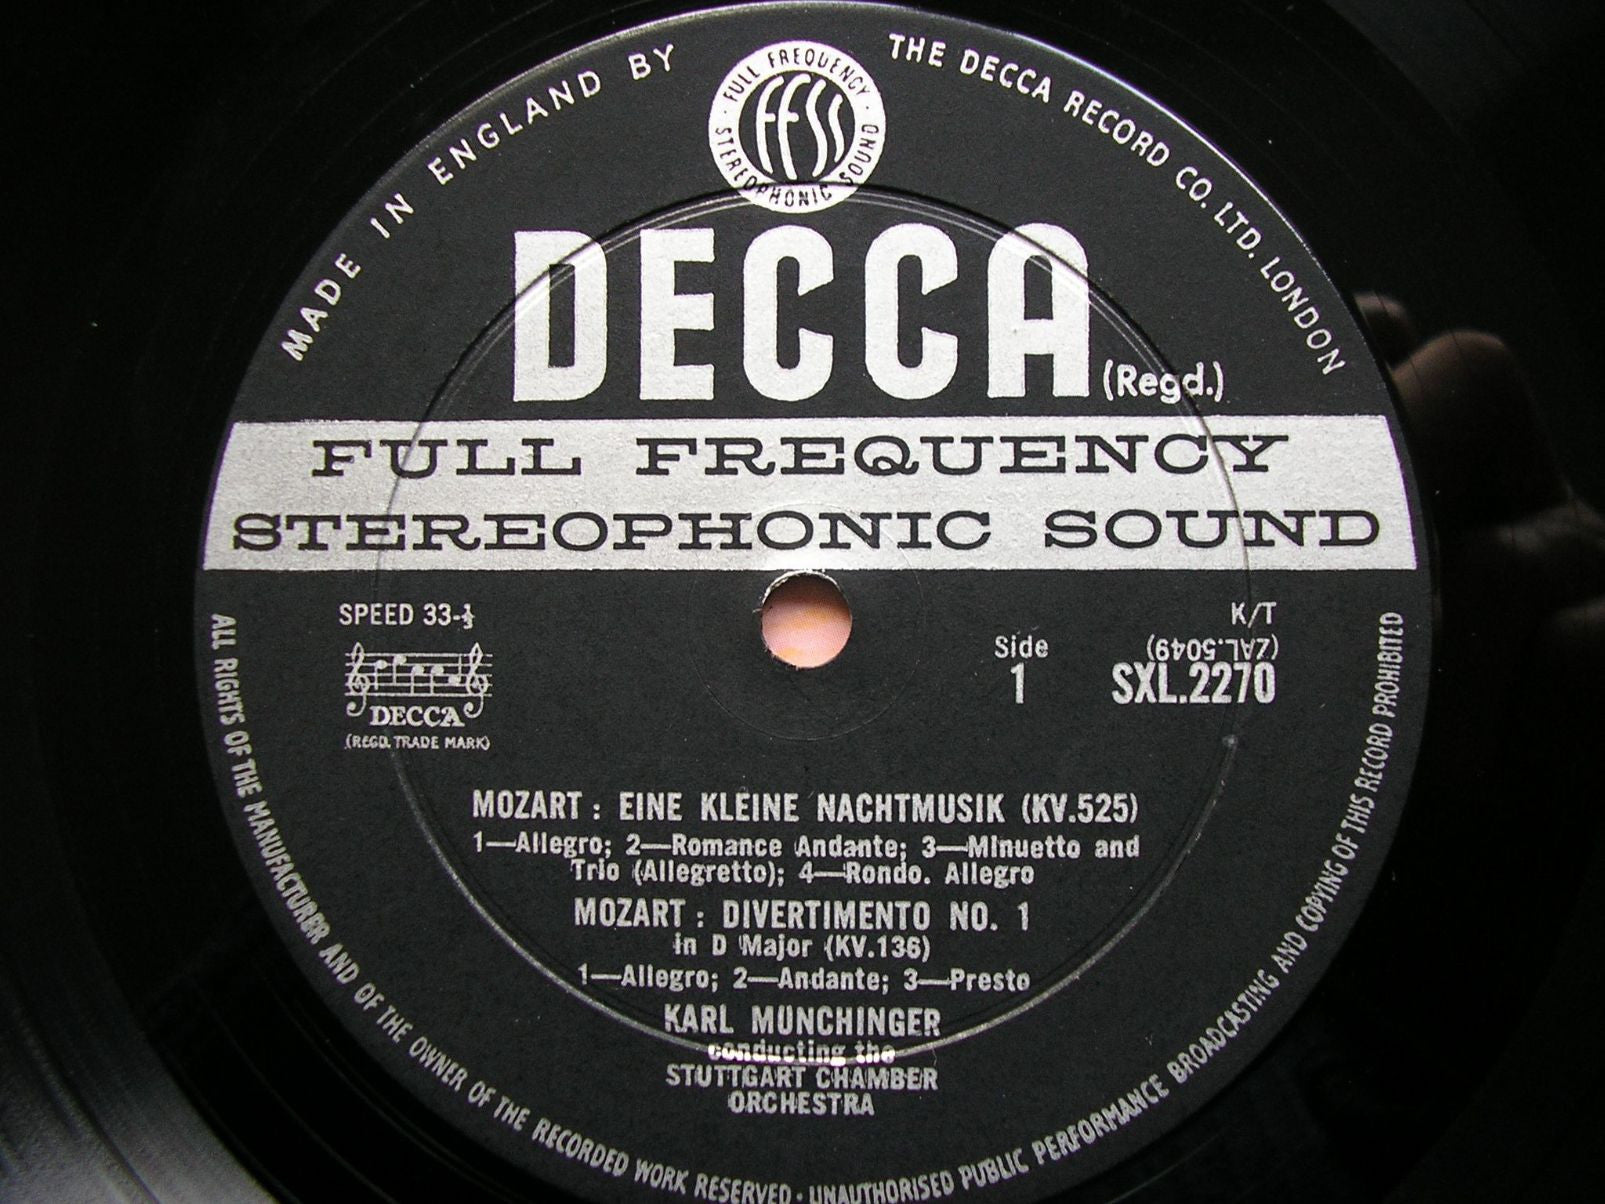 MADE IN ENGLAND BY
THE DECCA RECORD CO. LTD. LONDON
FULL FREQUENCY
FFSS
STEREOPHONIC SOUND
DECCA (Regd.)
FULL FREQUENCY
STEREOPHONIC SOUND
SPEED 33-⅓
DECCA
(REGD. TRADE MARK)
Side
1
K/T
(ZAL.5049)
SXL.2270
MOZART : EINE KLEINE NACHTMUSIK (KV.525)
1—Allegro; 2—Romance Andante; 3—Minuetto and
Trio (Allegretto); 4—Rondo. Allegro
MOZART : DIVERTIMENTO NO. 1
in D Major (KV.136)
1—Allegro; 2—Andante; 3—Presto
KARL MUNCHINGER
conducting the
STUTTGART CHAMBER
ORCHESTRA
ALL RIGHTS OF THE MANUFACTURER AND OF THE OWNER OF THE RECORDED WORK RESERVED · UNAUTHORISED PUBLIC PERFORMANCE BROADCASTING AND COPYING OF THIS RECORD PROHIBITED